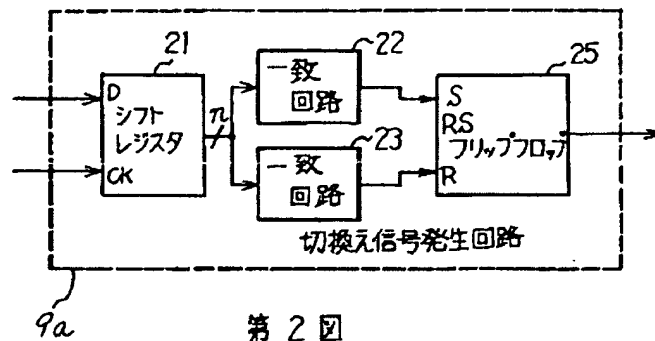 21
22
25
D
シフト
レジスタ
CK
n
一致
回路
23
一致
回路
S
RS
フリップフロップ
R
切換え信号発生回路
9a
第2図